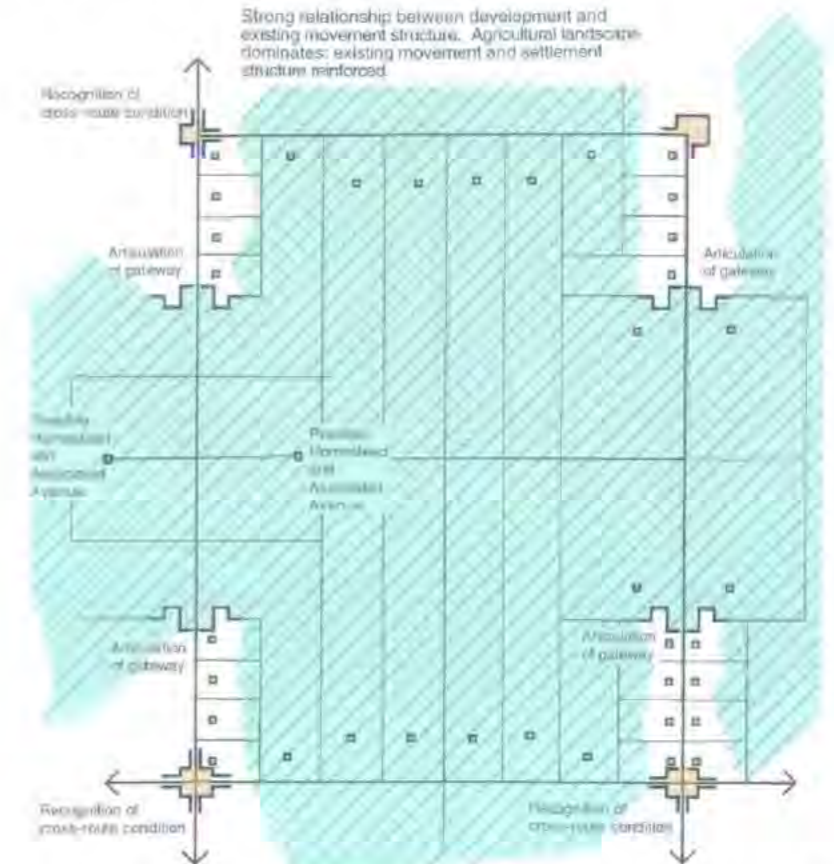 Strong relationship between development and
existing movement structure. Agricultural landscape
dominates: existing movement and settlement
structure reinforced
Recognition of
cross-route condition
Articulation
of gateway
Articulation
of gateway
Homestead
and
Associated
Avenue
Possible
Homestead
and
Associated
Avenue
Articulation
of gateway
Articulation
of gateway
Recognition of
cross-route condition
Recognition of
cross-route condition